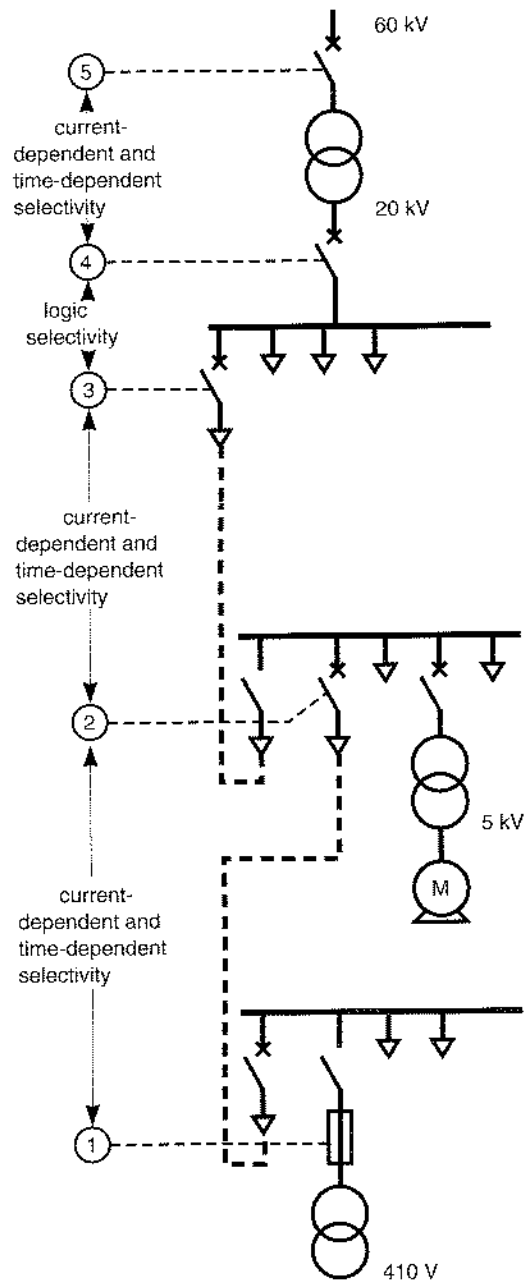 60 kV
5
current-
dependent and
time-dependent
selectivity
20 kV
4
logic
selectivity
3
current-
dependent and
time-dependent
selectivity
2
5 kV
M
current-
dependent and
time-dependent
selectivity
1
410 V